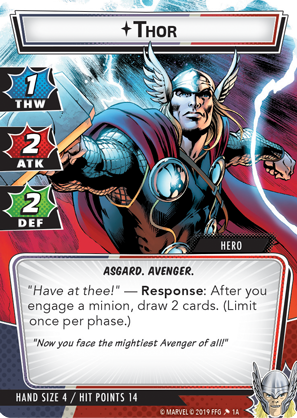 Thor
1
THW
2
ATK
2
DEF
HERO
ASGARD. AVENGER.
"Have at thee!" — Response: After you
engage a minion, draw 2 cards. (Limit
once per phase.)
"Now you face the mightiest Avenger of all!"
HAND SIZE 4 / HIT POINTS 14
© MARVEL © 2019 FFG 1A